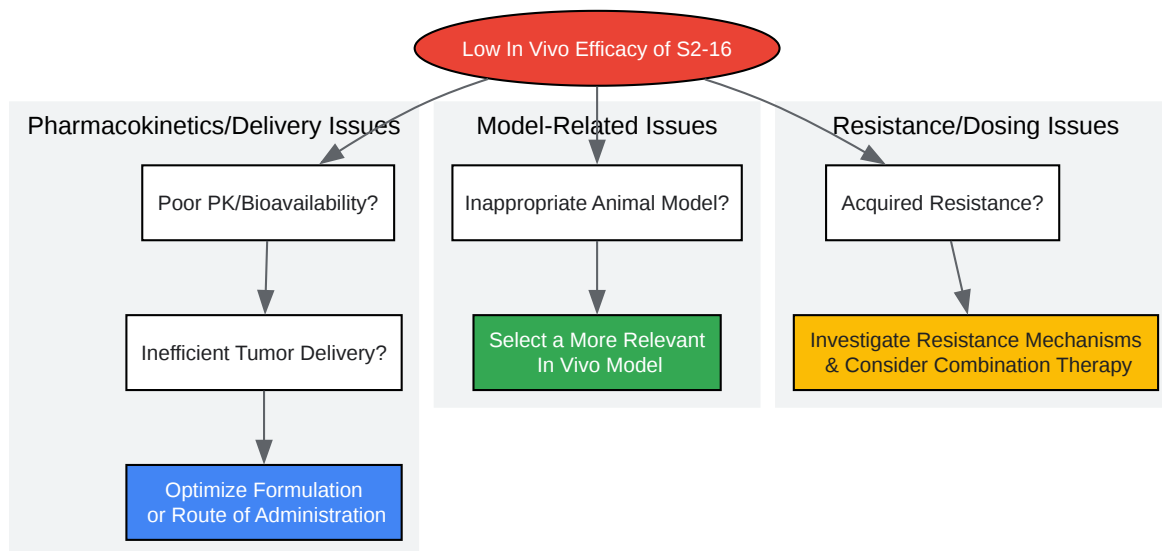 Low In Vivo Efficacy of S2-16
Pharmacokinetics/Delivery Issues
Poor PK/Bioavailability?
Inefficient Tumor Delivery?
Optimize Formulation
or Route of Administration
Model-Related Issues
Inappropriate Animal Model?
Select a More Relevant
In Vivo Model
Resistance/Dosing Issues
Acquired Resistance?
Investigate Resistance Mechanisms
& Consider Combination Therapy